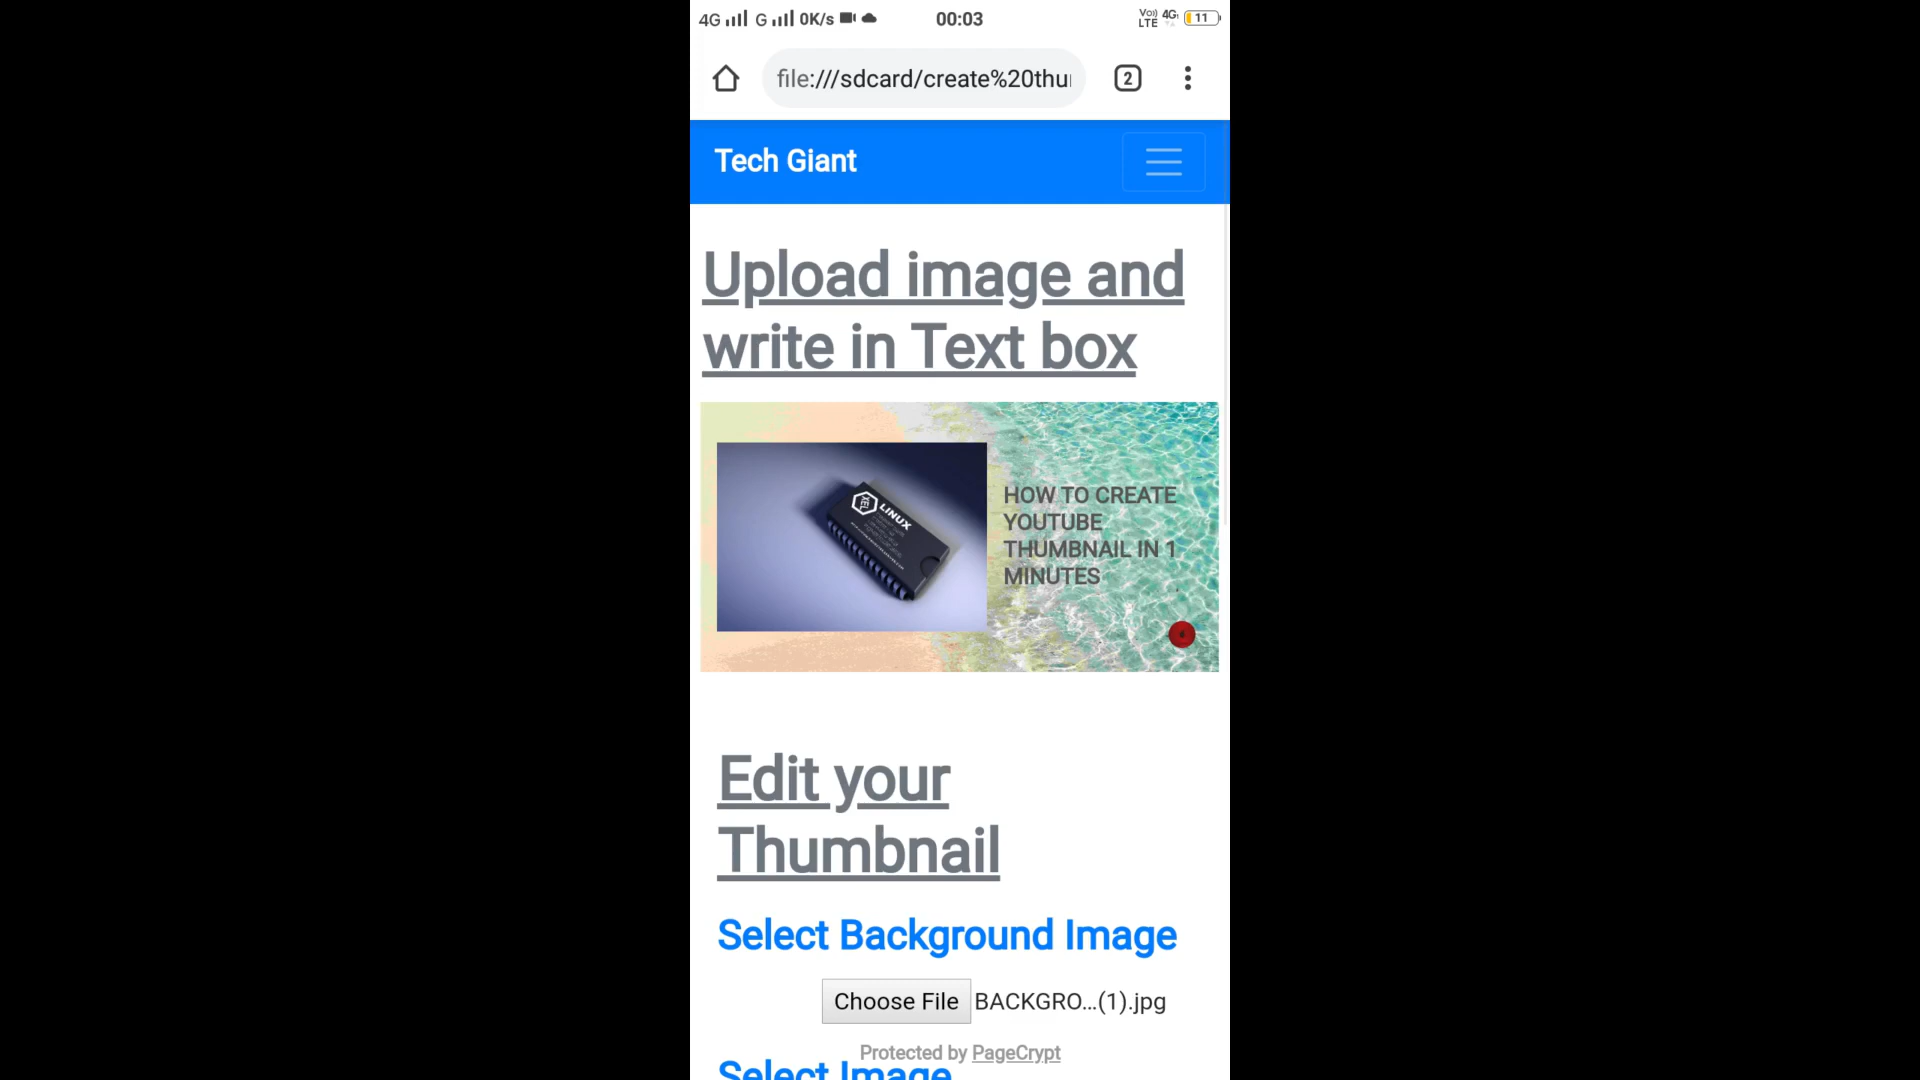 4G G 0K/s 00:03 Vo)) LTE 4G 11
file:///sdcard/create%20thu
2
Tech Giant
Upload image and
write in Text box
XEL LINUX
HOW TO CREATE
YOUTUBE
THUMBNAIL IN 1
MINUTES
Edit your
Thumbnail
Select Background Image
Choose File BACKGRO...(1).jpg
Protected by PageCrypt
Select Image